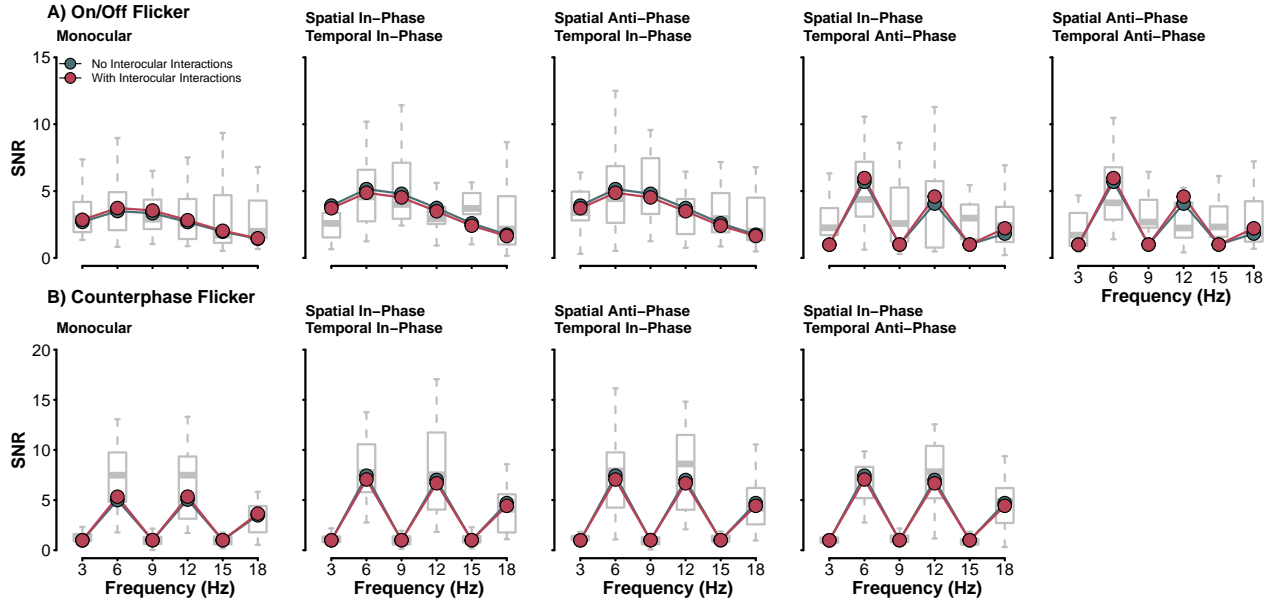 A) On/Off Flicker
Monocular
Spatial In−Phase
Temporal In−Phase
Spatial Anti−Phase
Temporal In−Phase
Spatial In−Phase
Temporal Anti−Phase
Spatial Anti−Phase
Temporal Anti−Phase
No Interocular Interactions
With Interocular Interactions
SNR
15
10
5
0
3 6 9 12 15 18
Frequency (Hz)
B) Counterphase Flicker
Monocular
Spatial In−Phase
Temporal In−Phase
Spatial Anti−Phase
Temporal In−Phase
Spatial In−Phase
Temporal Anti−Phase
SNR
20
15
10
5
0
3 6 9 12 15 18
3 6 9 12 15 18
3 6 9 12 15 18
3 6 9 12 15 18
Frequency (Hz)
Frequency (Hz)
Frequency (Hz)
Frequency (Hz)